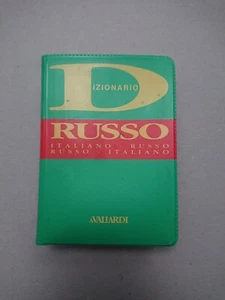 DIZIONARIO
RUSSO
ITALIANO - RUSSO
RUSSO - ITALIANO
A.VALLARDI